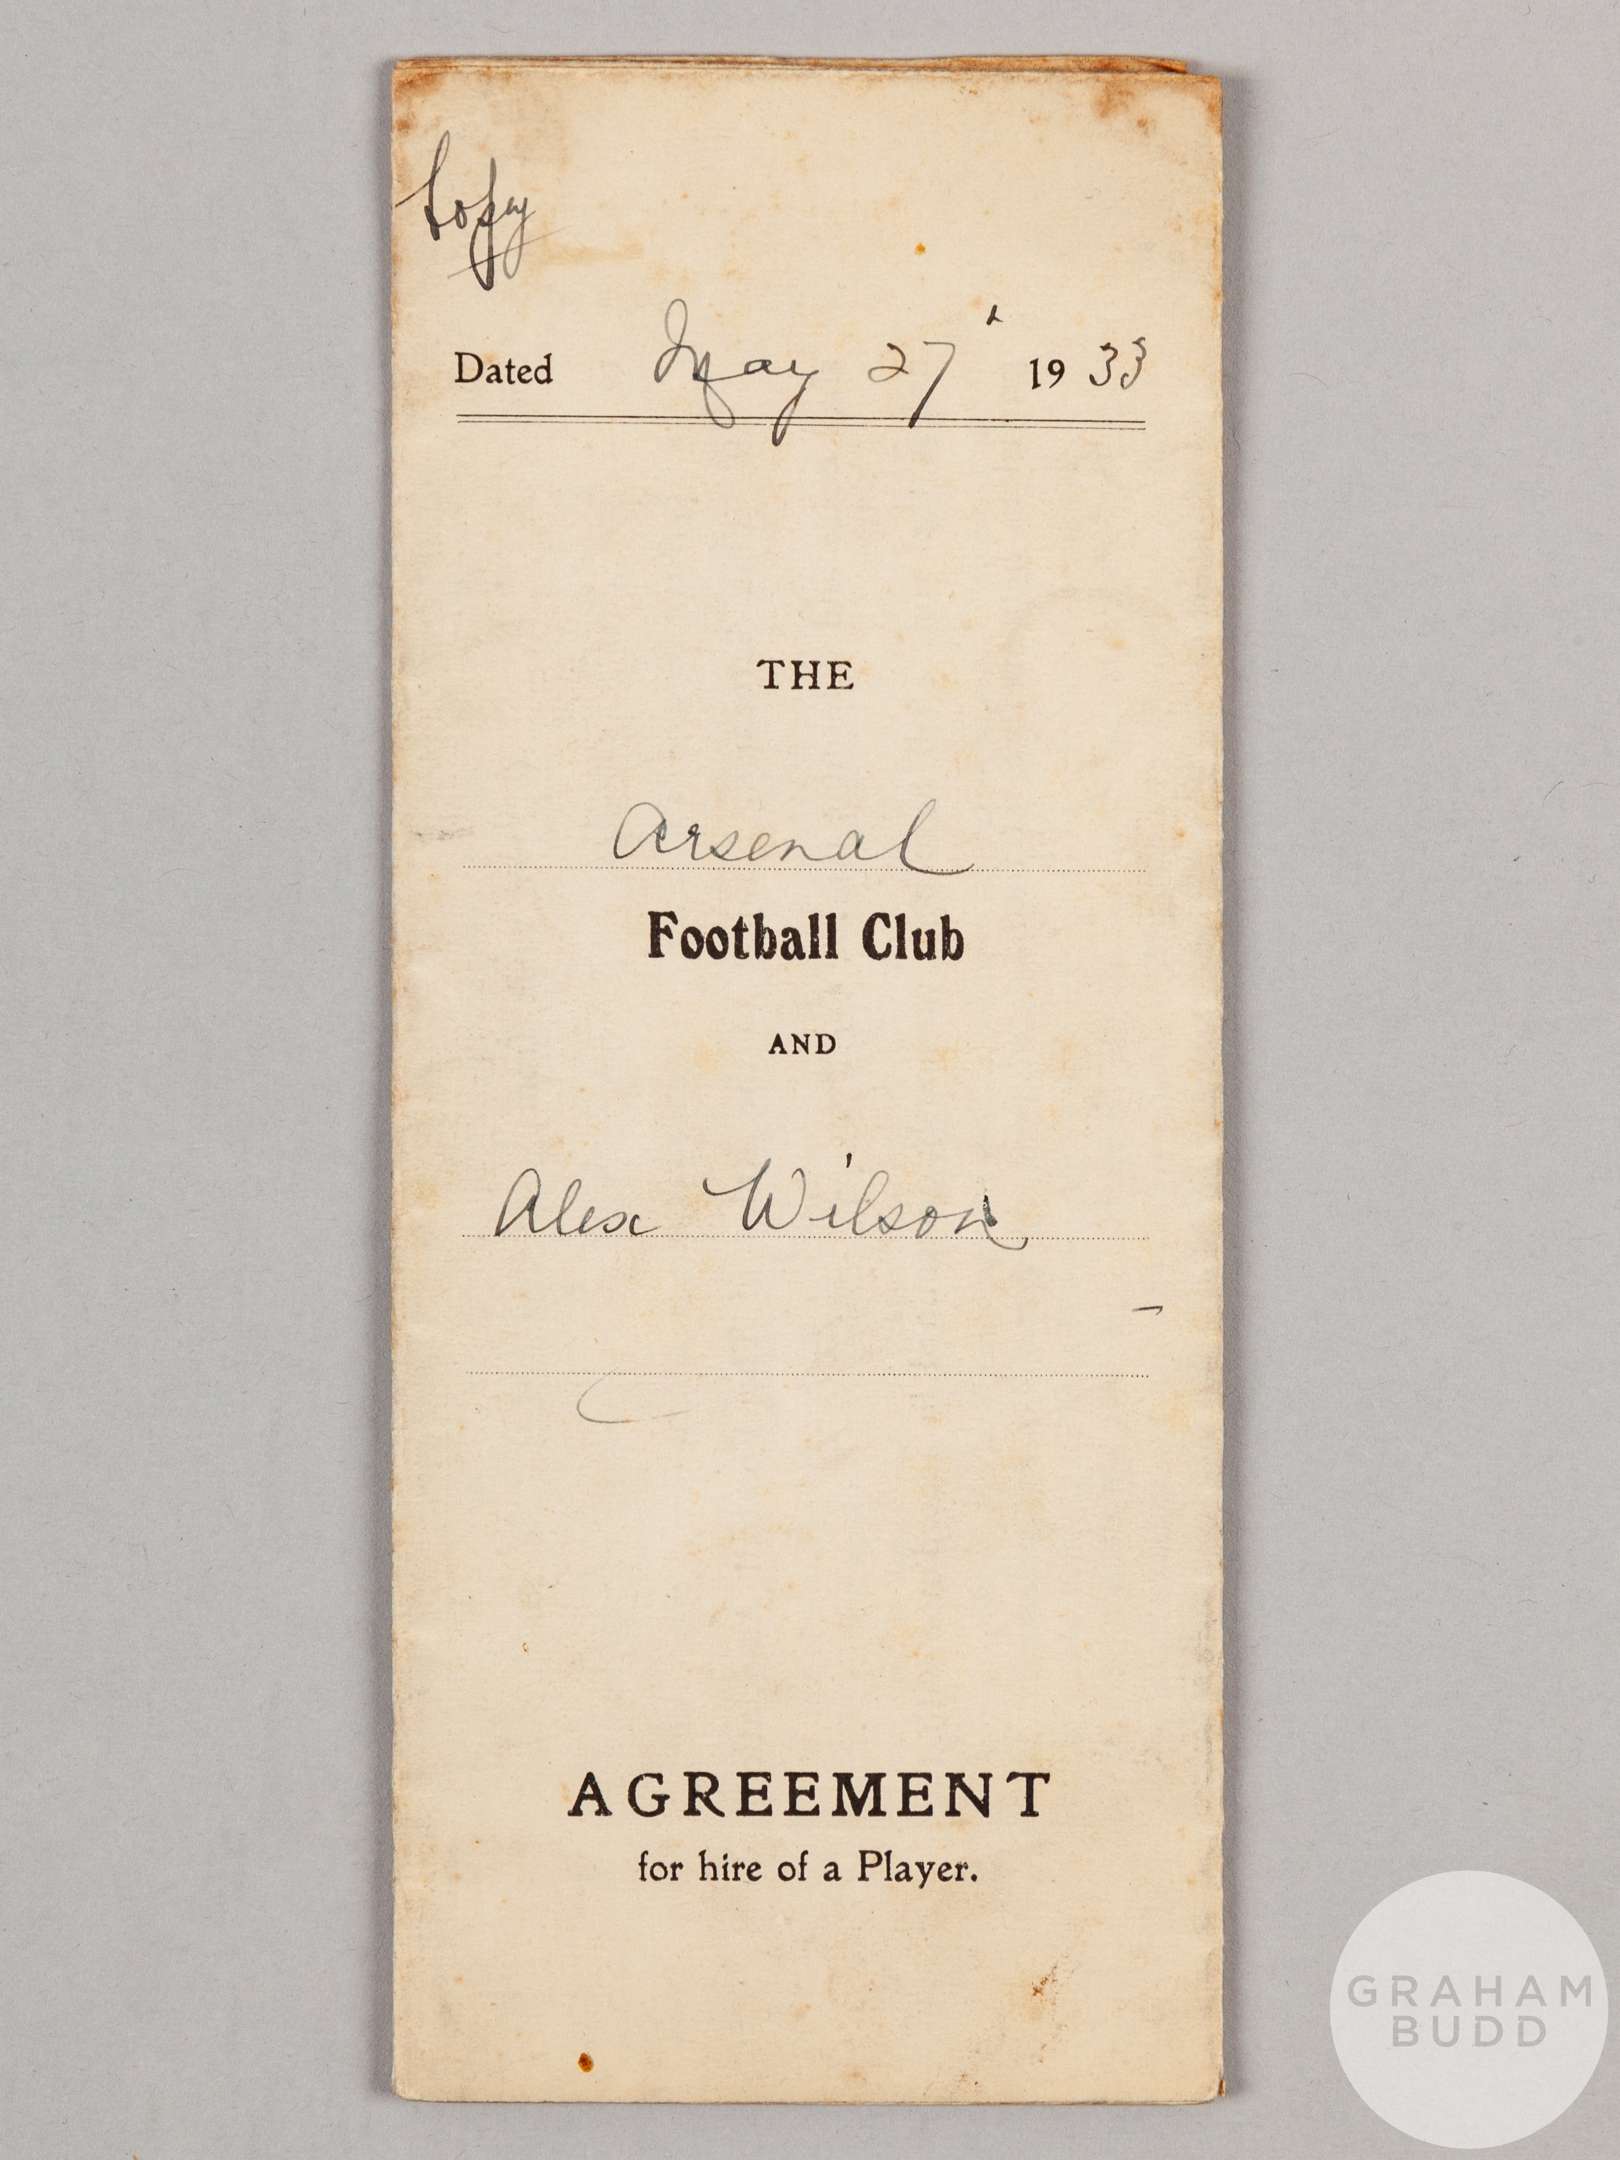 Copy
Dated May 27 1933
THE
Arsenal
Football Club
AND
Alex Wilson
AGREEMENT
for hire of a Player.
GRAHAM
BUDD